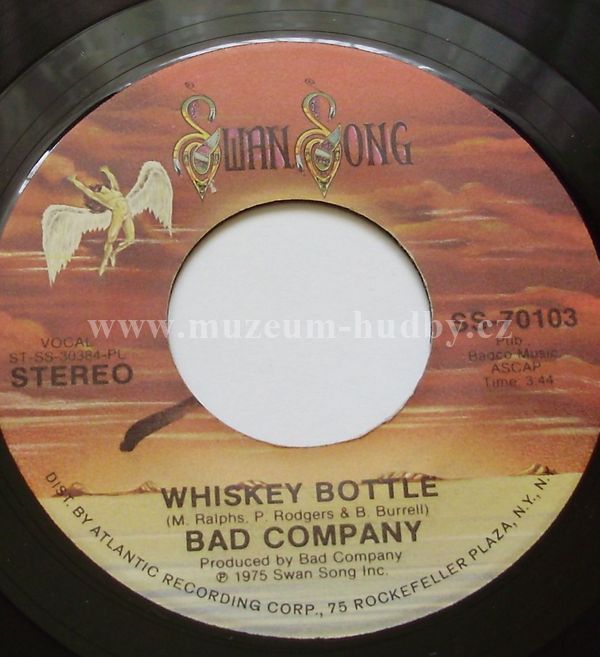 SWAN SONG
www.muzeum-hudby.cz
VOCAL
ST-SS-30384-PL
STEREO
SS-70103
Pub.
Badco Music
ASCAP
Time: 3:44
WHISKEY BOTTLE
(M. Ralphs, P. Rodgers & B. Burrell)
BAD COMPANY
Produced by Bad Company
℗ 1975 Swan Song Inc.
DIST. BY ATLANTIC RECORDING CORP., 75 ROCKEFELLER PLAZA, N.Y., N.Y.